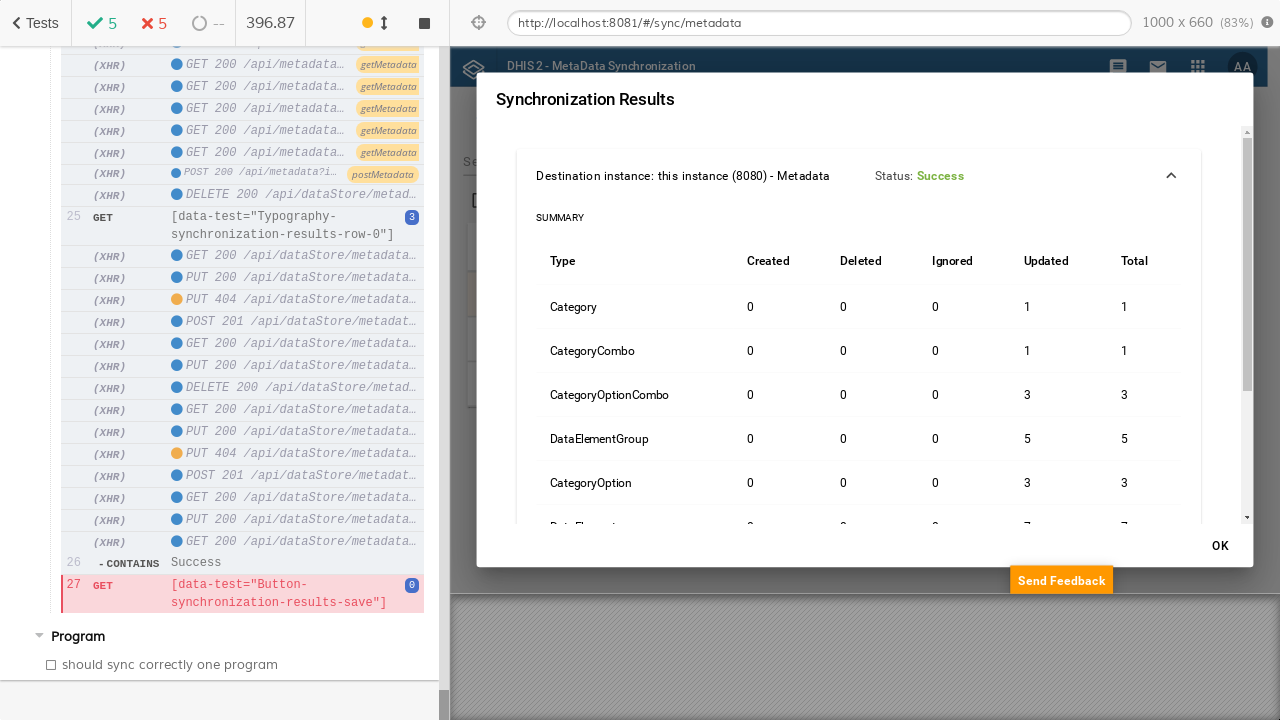 Tests
5
5
--
396.87
http://localhost:8081/#/sync/metadata
1000 x 660 (83%)
(XHR) GET 200 /api/metadata… getMetadata
(XHR) GET 200 /api/metadata… getMetadata
(XHR) GET 200 /api/metadata… getMetadata
(XHR) GET 200 /api/metadata… getMetadata
(XHR) GET 200 /api/metadata… getMetadata
(XHR) POST 200 /api/metadata?i… postMetadata
(XHR) DELETE 200 /api/dataStore/metad…
25 GET [data-test="Typography-
synchronization-results-row-0"] 3
(XHR) GET 200 /api/dataStore/metadata…
(XHR) PUT 200 /api/dataStore/metadata…
(XHR) PUT 404 /api/dataStore/metadata…
(XHR) POST 201 /api/dataStore/metadat…
(XHR) GET 200 /api/dataStore/metadata…
(XHR) PUT 200 /api/dataStore/metadata…
(XHR) DELETE 200 /api/dataStore/metad…
(XHR) GET 200 /api/dataStore/metadata…
(XHR) PUT 200 /api/dataStore/metadata…
(XHR) PUT 404 /api/dataStore/metadata…
(XHR) POST 201 /api/dataStore/metadat…
(XHR) GET 200 /api/dataStore/metadata…
(XHR) PUT 200 /api/dataStore/metadata…
(XHR) GET 200 /api/dataStore/metadata…
26 -CONTAINS Success
27 GET [data-test="Button-
synchronization-results-save"] 0
Program
should sync correctly one program
DHIS 2 - MetaData Synchronization
AA
Se
Synchronization Results
Destination instance: this instance (8080) - Metadata Status: Success
SUMMARY
Type Created Deleted Ignored Updated Total
Category 0 0 0 1 1
CategoryCombo 0 0 0 1 1
CategoryOptionCombo 0 0 0 3 3
DataElementGroup 0 0 0 5 5
CategoryOption 0 0 0 3 3
OK
Send Feedback